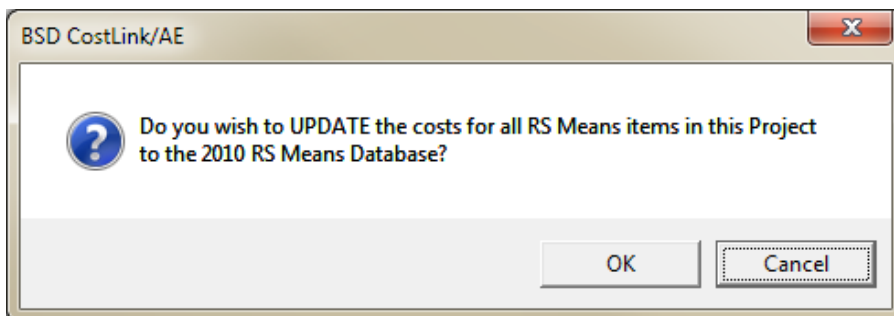 BSD CostLink/AE
Do you wish to UPDATE the costs for all RS Means items in this Project
to the 2010 RS Means Database?
OK
Cancel